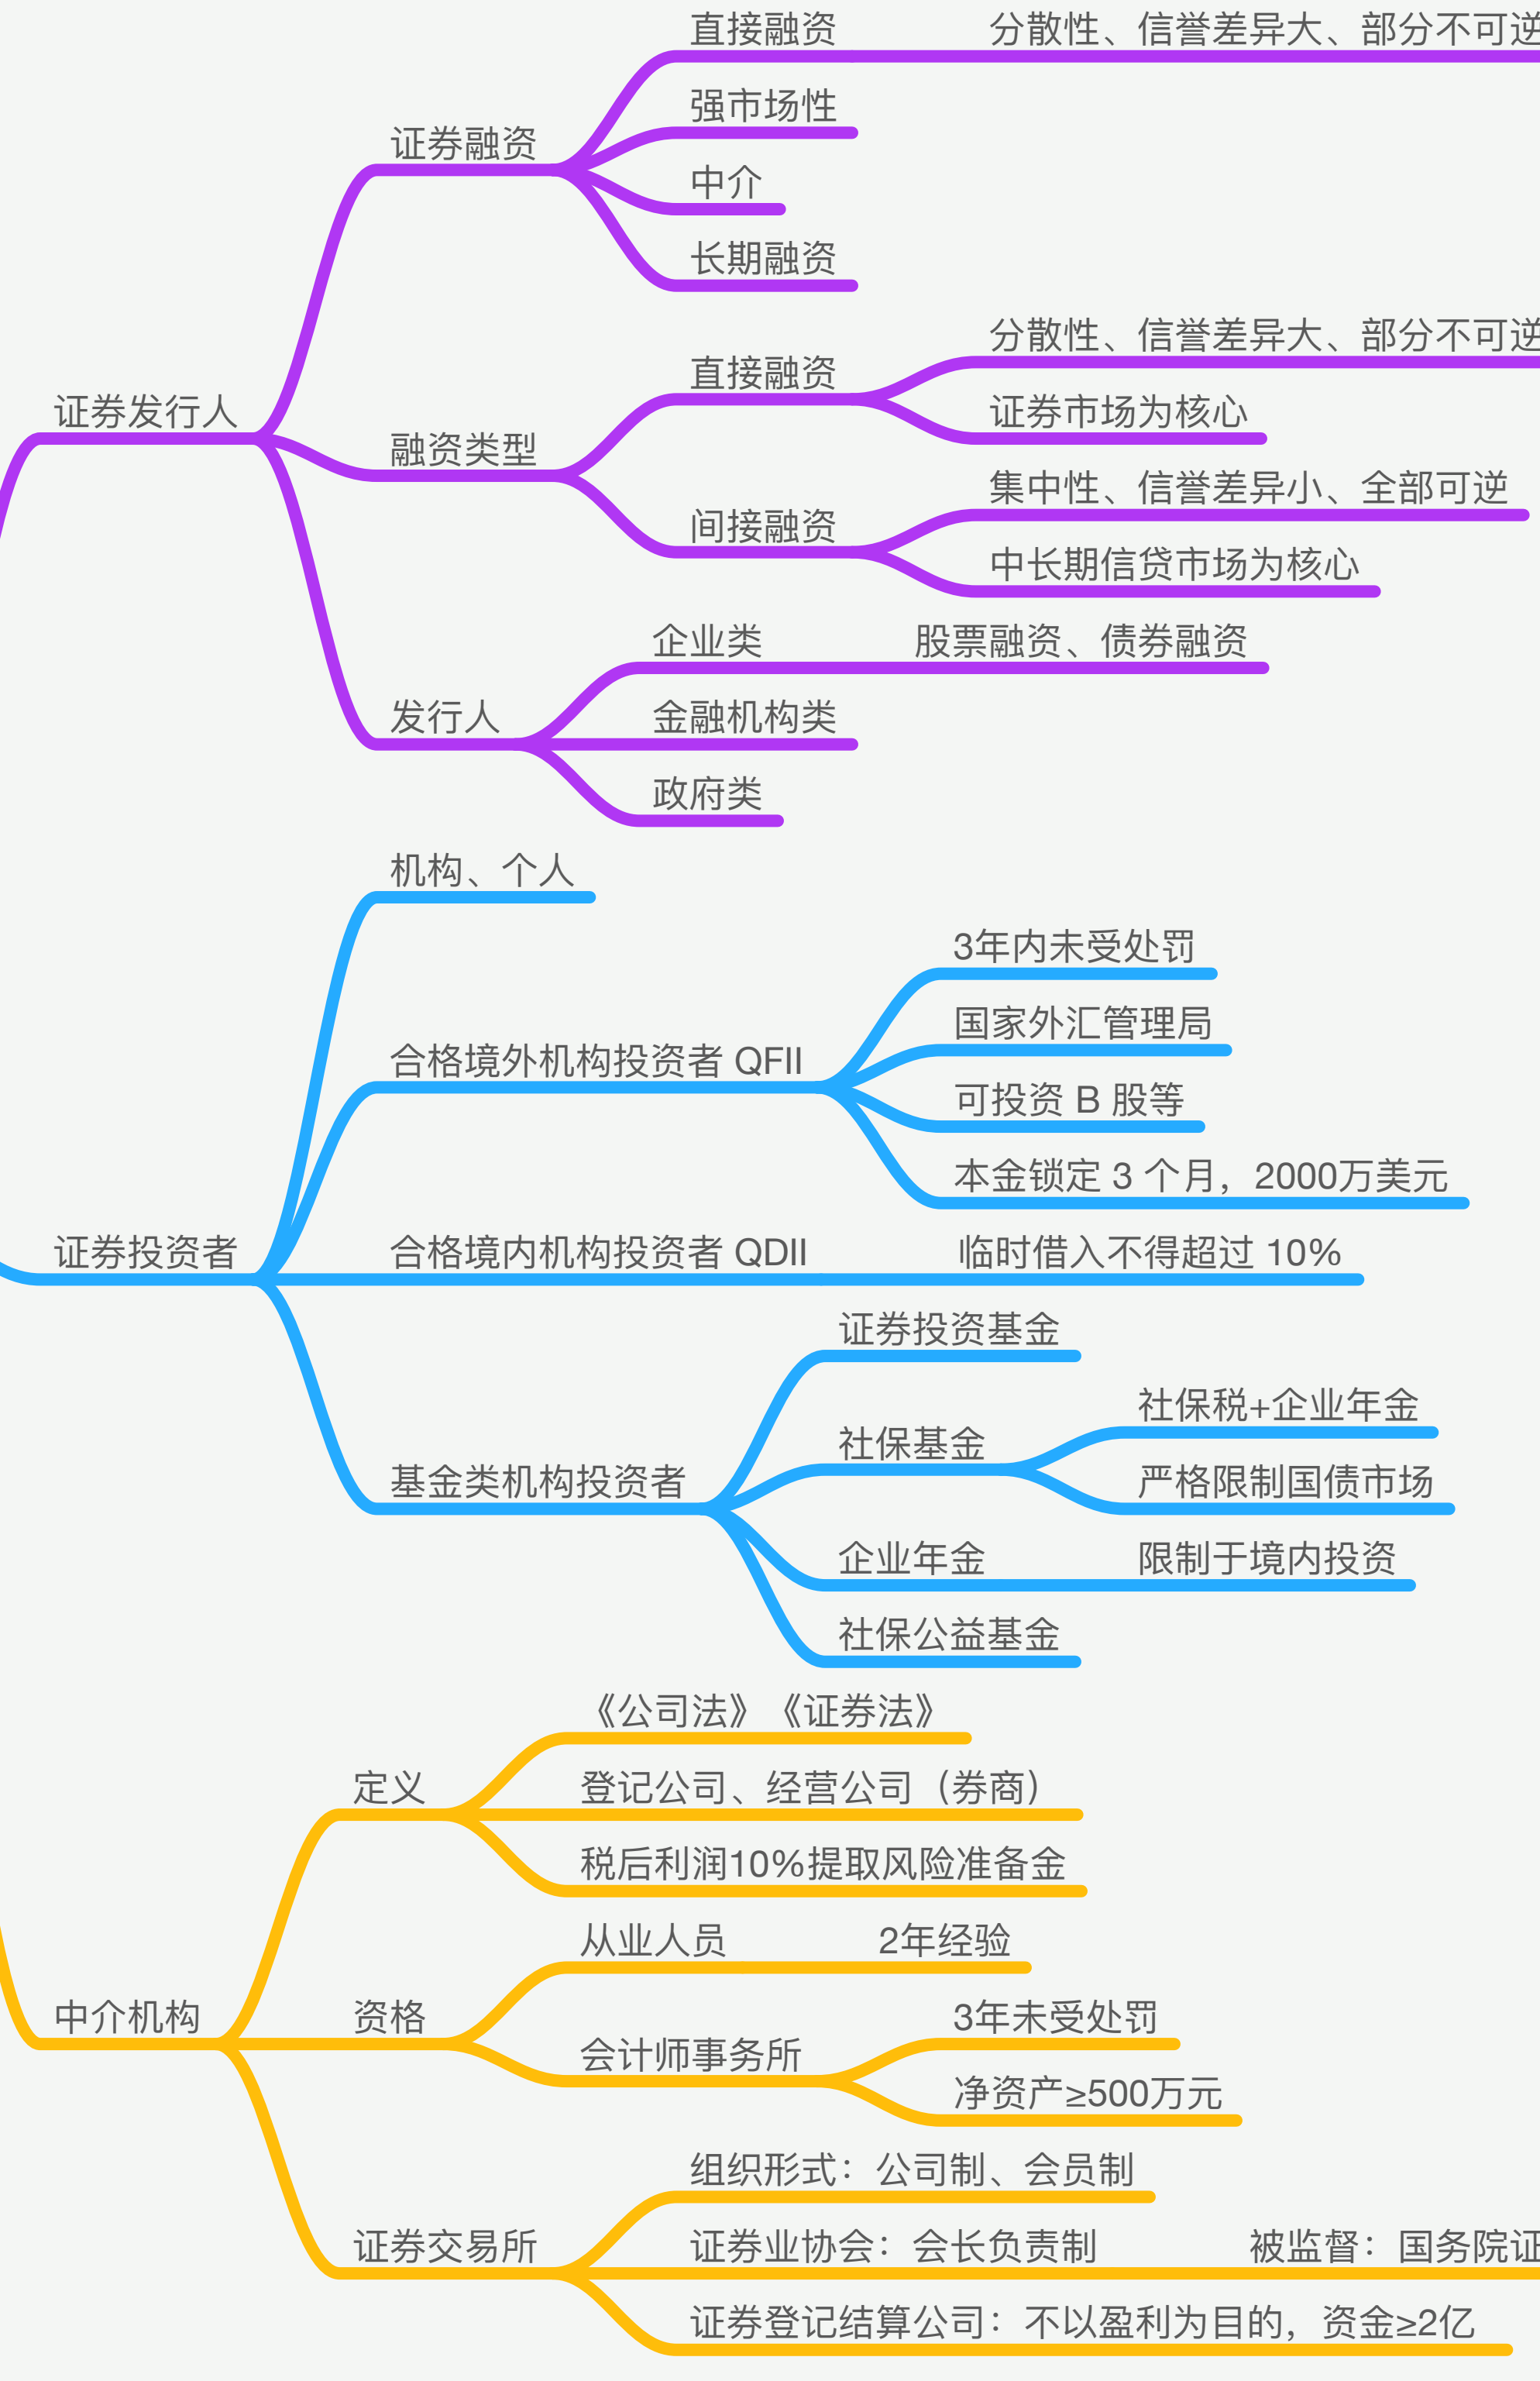 直接融资
分散性、信誉差异大、部分不可逆
强市场性
证券融资
中介
长期融资
分散性、信誉差异大、部分不可逆
直接融资
证券市场为核心
证券发行人
融资类型
集中性、信誉差异小、全部可逆
间接融资
中长期信贷市场为核心
企业类
股票融资、债券融资
发行人
金融机构类
政府类
机构、个人
3年内未受处罚
国家外汇管理局
合格境外机构投资者 QFII
可投资 B 股等
本金锁定 3 个月，2000万美元
证券投资者
合格境内机构投资者 QDII
临时借入不得超过 10%
证券投资基金
社保税+企业年金
社保基金
严格限制国债市场
基金类机构投资者
企业年金
限制于境内投资
社保公益基金
《公司法》《证券法》
定义
登记公司、经营公司（券商）
税后利润10%提取风险准备金
从业人员
2年经验
中介机构
资格
3年未受处罚
会计师事务所
净资产≥500万元
组织形式：公司制、会员制
证券交易所
证券业协会：会长负责制
被监督：国务院证
证券登记结算公司：不以盈利为目的，资金≥2亿